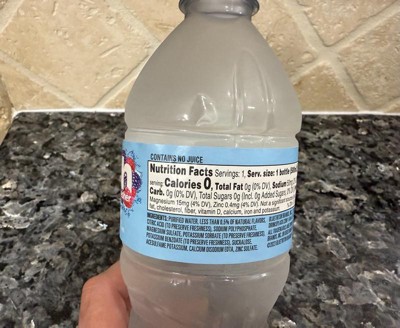 CONTAINS NO JUICE
Nutrition Facts Servings: 1, Serv. size: 1 bottle
serving: Calories 0, Total Fat 0g (0% DV), Sodium
Carb. 0g (0% DV), Total Sugars 0g (Incl. 0g Added Sugars,
Magnesium 15mg (4% DV), Zinc 0.4mg (4% DV). Not a significant
fat, cholesterol, fiber, vitamin D, calcium, iron and potassium.
INGREDIENTS: PURIFIED WATER, LESS THAN 0.5% OF NATURAL FLAVORS,
CITRIC ACID (TO PRESERVE FRESHNESS), SODIUM POLYPHOSPHATE,
MAGNESIUM SULFATE, POTASSIUM SORBATE (TO PRESERVE FRESHNESS),
POTASSIUM BENZOATE (TO PRESERVE FRESHNESS), SUCRALOSE,
ACESULFAME POTASSIUM, CALCIUM DISODIUM EDTA, ZINC SULFATE.